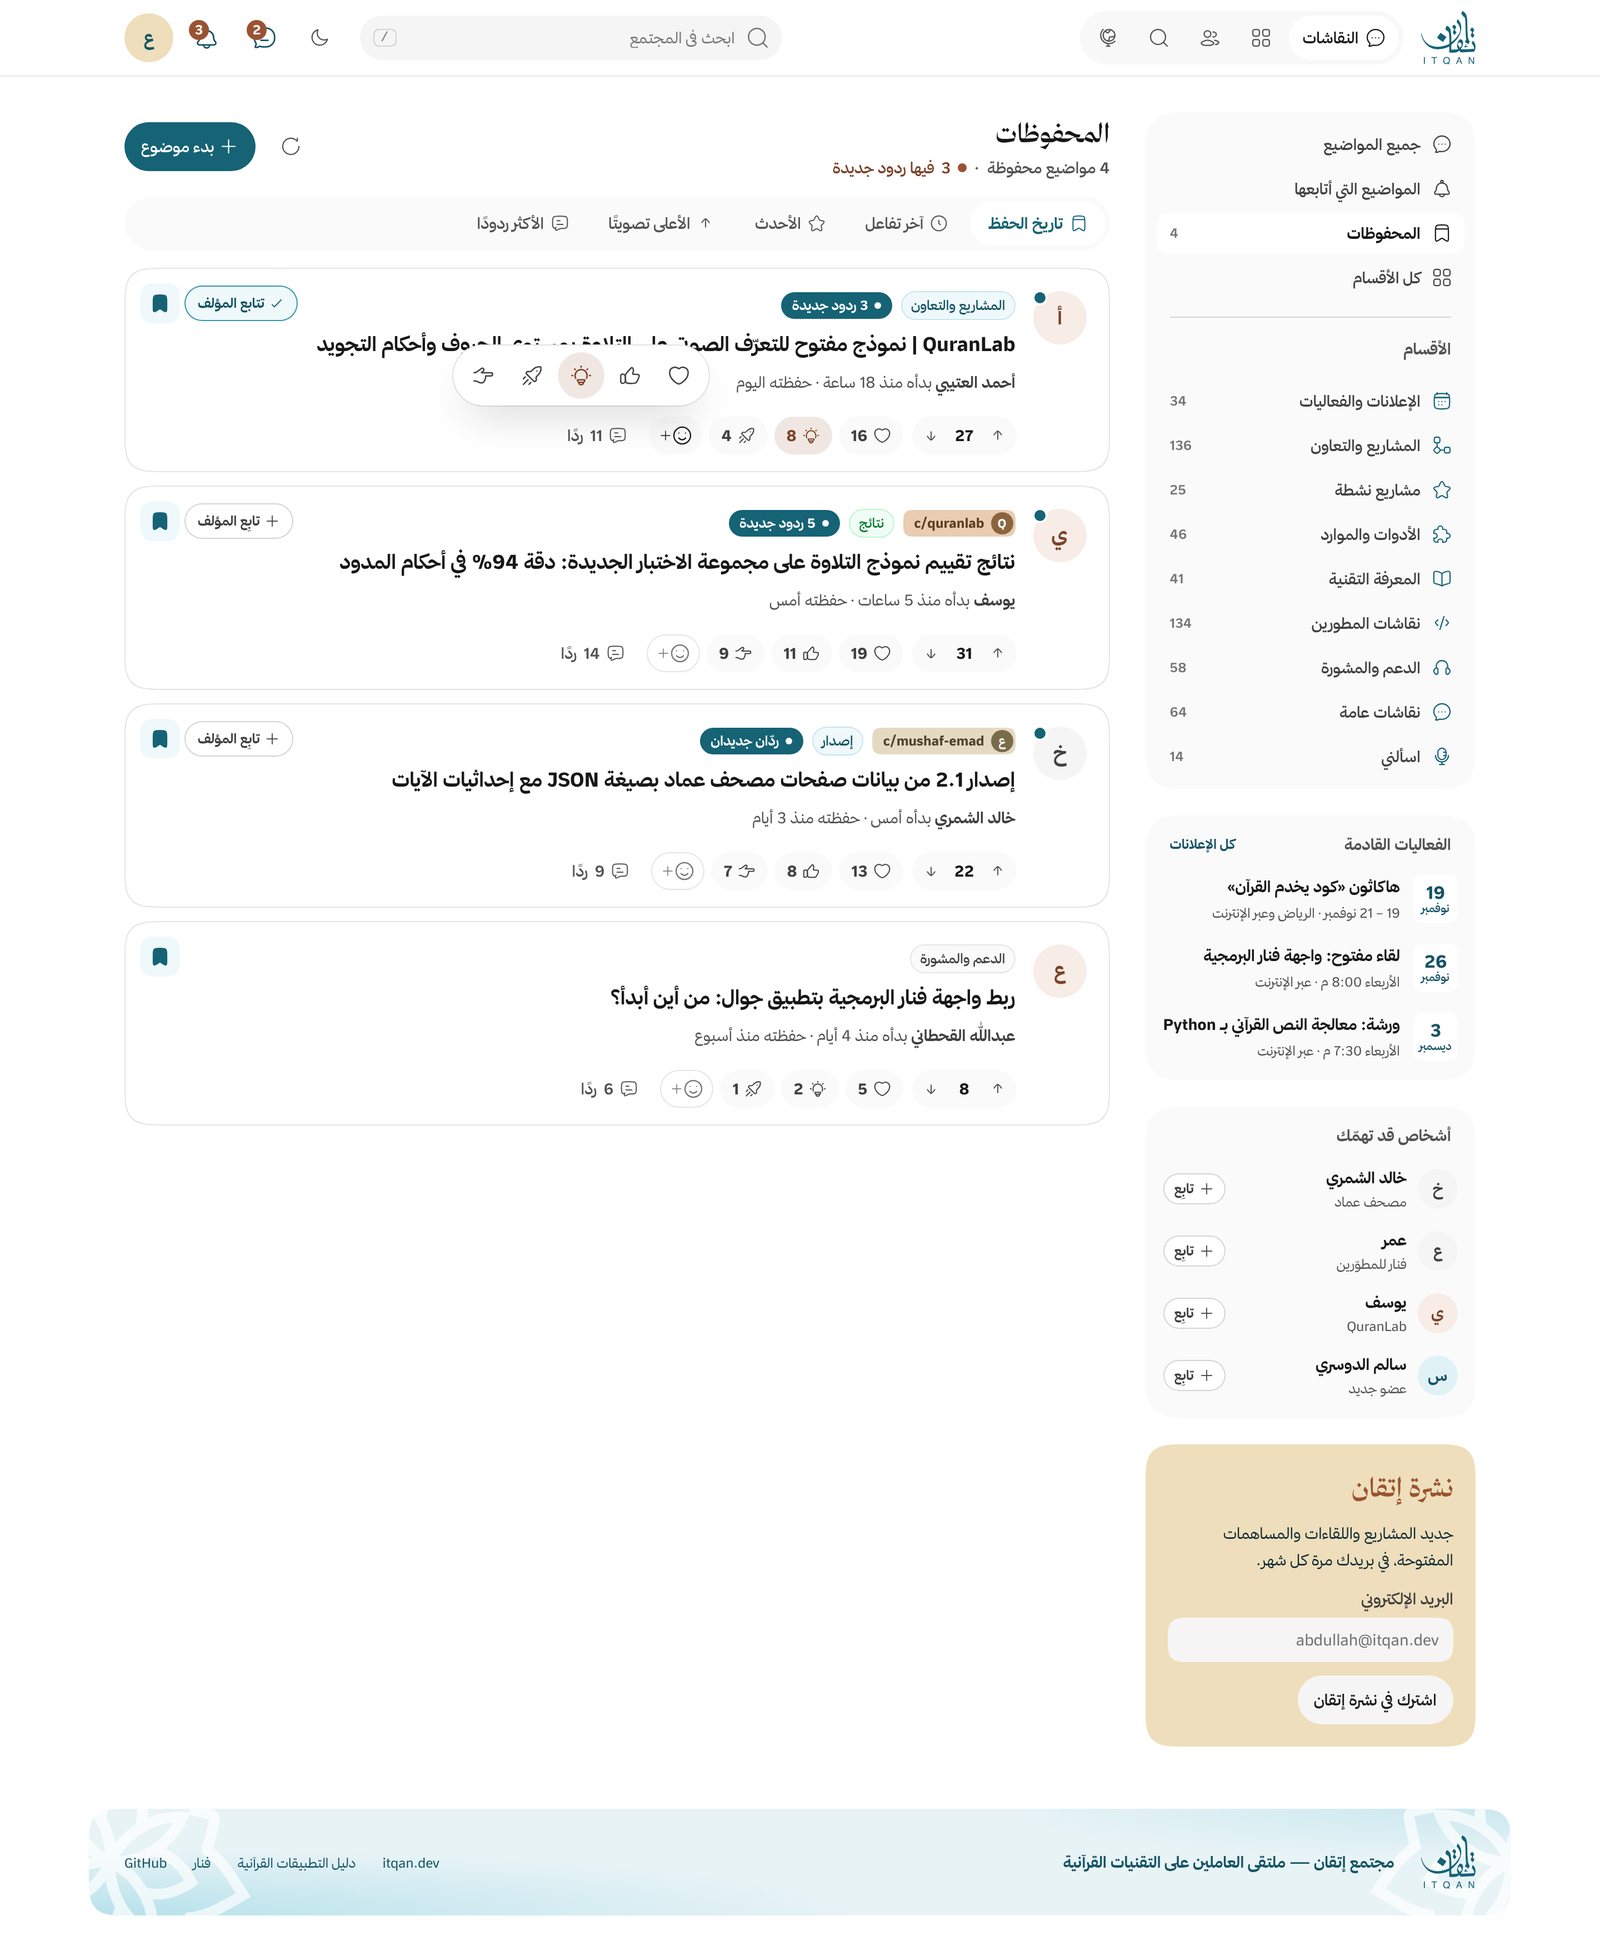 إتقان
ITQAN
النقاشات
ابحث في المجتمع
/
2
3
ع
جميع المواضيع
المواضيع التي أتابعها
المحفوظات 4
كل الأقسام
الأقسام
الإعلانات والفعاليات 34
المشاريع والتعاون 136
مشاريع نشطة 25
الأدوات والموارد 46
المعرفة التقنية 41
نقاشات المطورين 134
الدعم والمشورة 58
نقاشات عامة 64
اسألني 14
الفعاليات القادمة كل الإعلانات
19 نوفمبر
هاكاثون «كود يخدم القرآن»
19 – 21 نوفمبر · الرياض وعبر الإنترنت
26 نوفمبر
لقاء مفتوح: واجهة فنار البرمجية
الأربعاء 8:00 م · عبر الإنترنت
3 ديسمبر
ورشة: معالجة النص القرآني بـ Python
الأربعاء 7:30 م · عبر الإنترنت
أشخاص قد تهمّك
خ
خالد الشمري
مصحف عماد
+ تابع
ع
عمر
فنار للمطوّرين
+ تابع
ي
يوسف
QuranLab
+ تابع
س
سالم الدوسري
عضو جديد
+ تابع
نشرة إتقان
جديد المشاريع واللقاءات والمساهمات
المفتوحة، في بريدك مرة كل شهر.
البريد الإلكتروني
abdullah@itqan.dev
اشترك في نشرة إتقان
المحفوظات
4 مواضيع محفوظة · 3 فيها ردود جديدة
+ بدء موضوع
تاريخ الحفظ
آخر تفاعل
الأحدث
الأعلى تصويتًا
الأكثر ردودًا
أ
المشاريع والتعاون
3 ردود جديدة
تتابع المؤلف
QuranLab | نموذج مفتوح للتعرّف وأحكام التجويد
أحمد العتيبي بدأه منذ 18 ساعة · حفظته اليوم
27
16
8
4
+
11 ردًا
ي
Q c/quranlab
نتائج
5 ردود جديدة
+ تابع المؤلف
نتائج تقييم نموذج التلاوة على مجموعة الاختبار الجديدة: دقة 94% في أحكام المدود
يوسف بدأه منذ 5 ساعات · حفظته أمس
31
19
11
9
+
14 ردًا
خ
ع c/mushaf-emad
إصدار
ردّان جديدان
+ تابع المؤلف
إصدار 2.1 من بيانات صفحات مصحف عماد بصيغة JSON مع إحداثيات الآيات
خالد الشمري بدأه أمس · حفظته منذ 3 أيام
22
13
8
7
+
9 ردًا
ع
الدعم والمشورة
ربط واجهة فنار البرمجية بتطبيق جوال: من أين أبدأ؟
عبدالله القحطاني بدأه منذ 4 أيام · حفظته منذ أسبوع
8
5
2
1
+
6 ردًا
إتقان
ITQAN
مجتمع إتقان — ملتقى العاملين على التقنيات القرآنية
itqan.dev
دليل التطبيقات القرآنية
فنار
GitHub